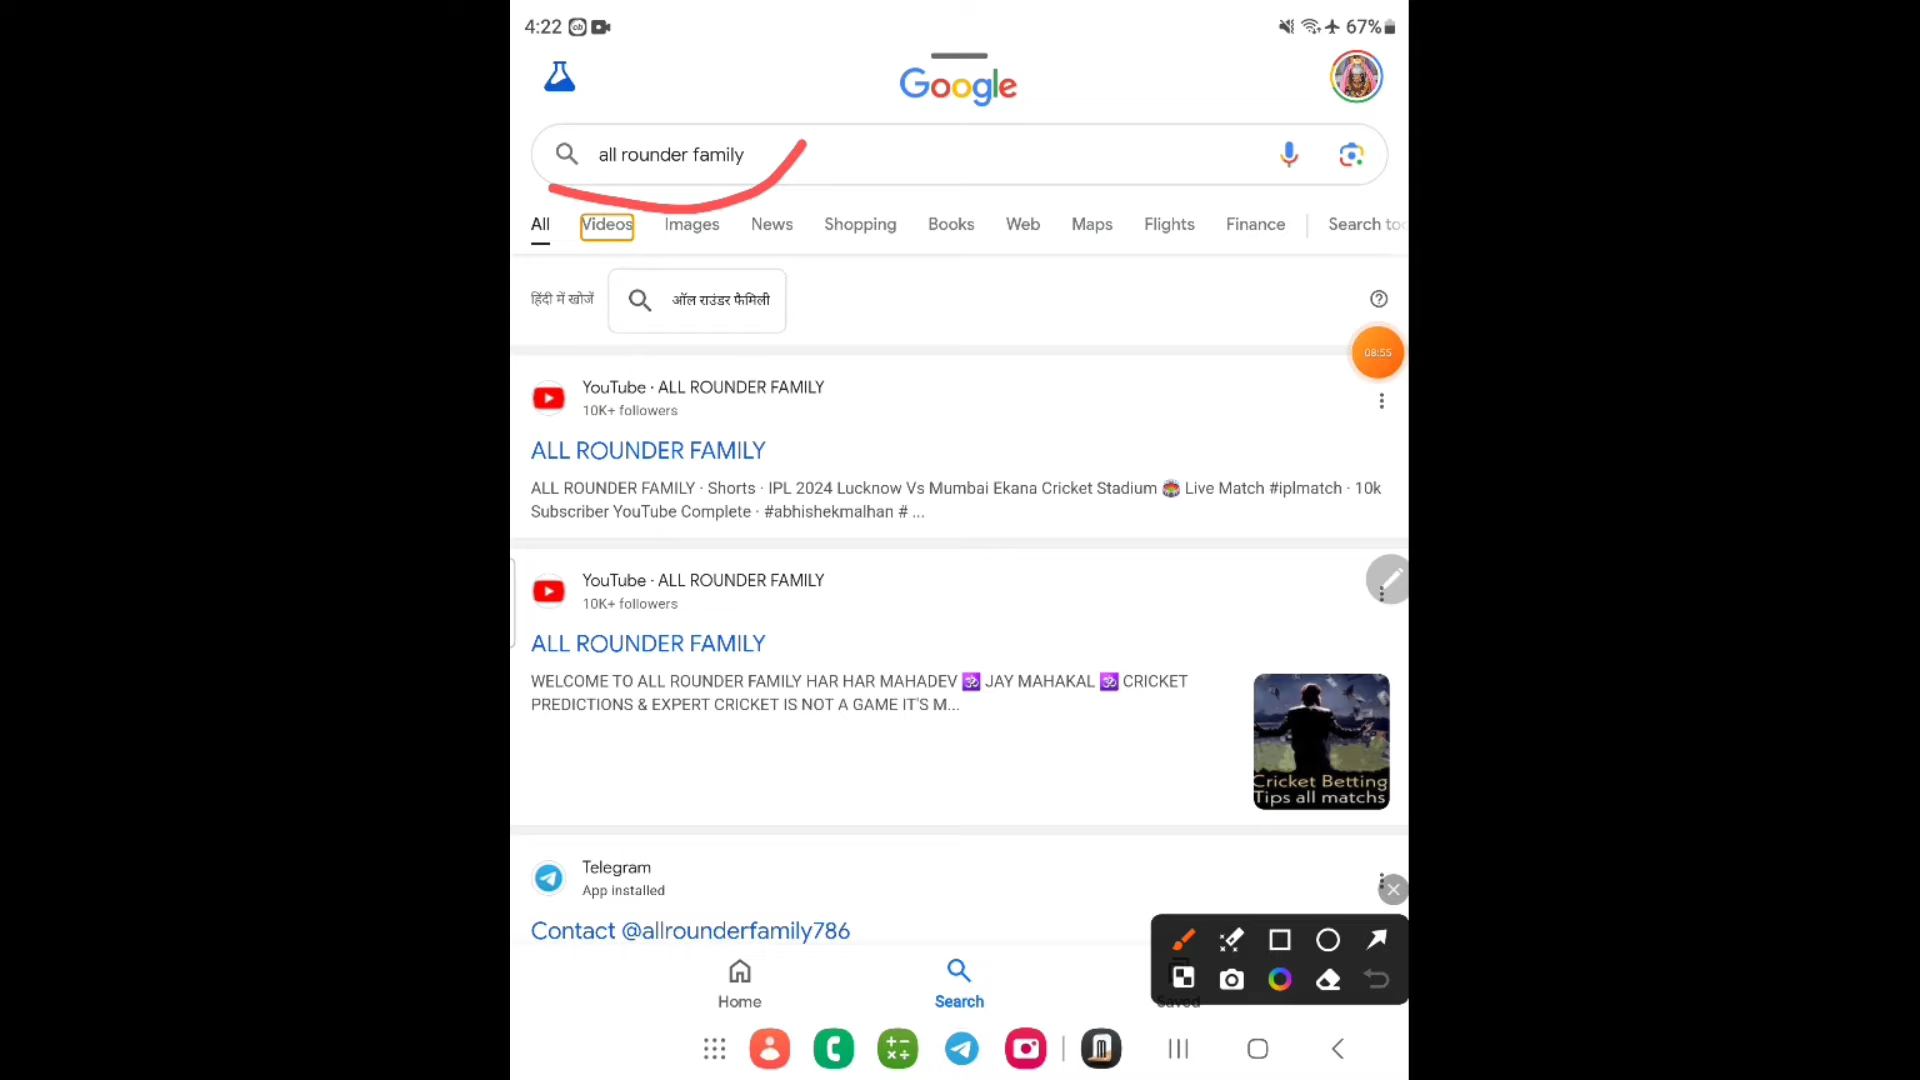 4:22 67%
Google
all rounder family
All Videos Images News Shopping Books Web Maps Flights Finance Search
हिंदी में खोजें ऑल राउंडर फैमिली
08:55
YouTube · ALL ROUNDER FAMILY
10K+ followers
ALL ROUNDER FAMILY
ALL ROUNDER FAMILY · Shorts · IPL 2024 Lucknow Vs Mumbai Ekana Cricket Stadium 🏟️ Live Match #iplmatch · 10k
Subscriber YouTube Complete · #abhishekmalhan # ...
YouTube · ALL ROUNDER FAMILY
10K+ followers
ALL ROUNDER FAMILY
WELCOME TO ALL ROUNDER FAMILY HAR HAR MAHADEV 🕉 JAY MAHAKAL 🕉 CRICKET
PREDICTIONS & EXPERT CRICKET IS NOT A GAME IT'S M...
Cricket Betting
Tips all matchs
Telegram
App installed
Contact @allrounderfamily786
Home Search Saved